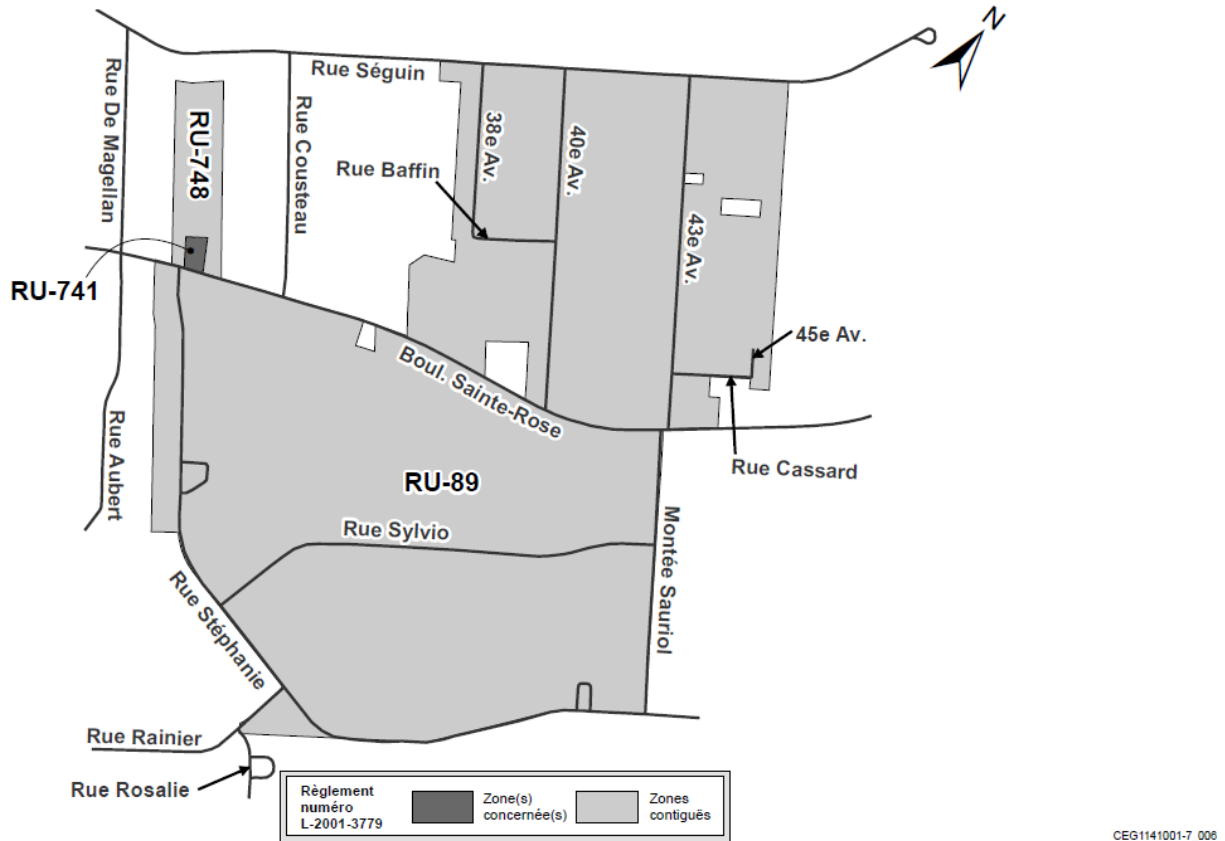 N
Rue Séguin
Rue De Magellan
RU-748
Rue Cousteau
38e Av.
40e Av.
Rue Baffin
43e Av.
RU-741
45e Av.
Boul. Sainte-Rose
Rue Aubert
Rue Cassard
RU-89
Rue Sylvio
Montée Sauriol
Rue Stéphanie
Rue Rainier
Rue Rosalie
Règlement
numéro
L-2001-3779
Zone(s)
concernée(s)
Zones
contiguës
CEG1141001-7 006